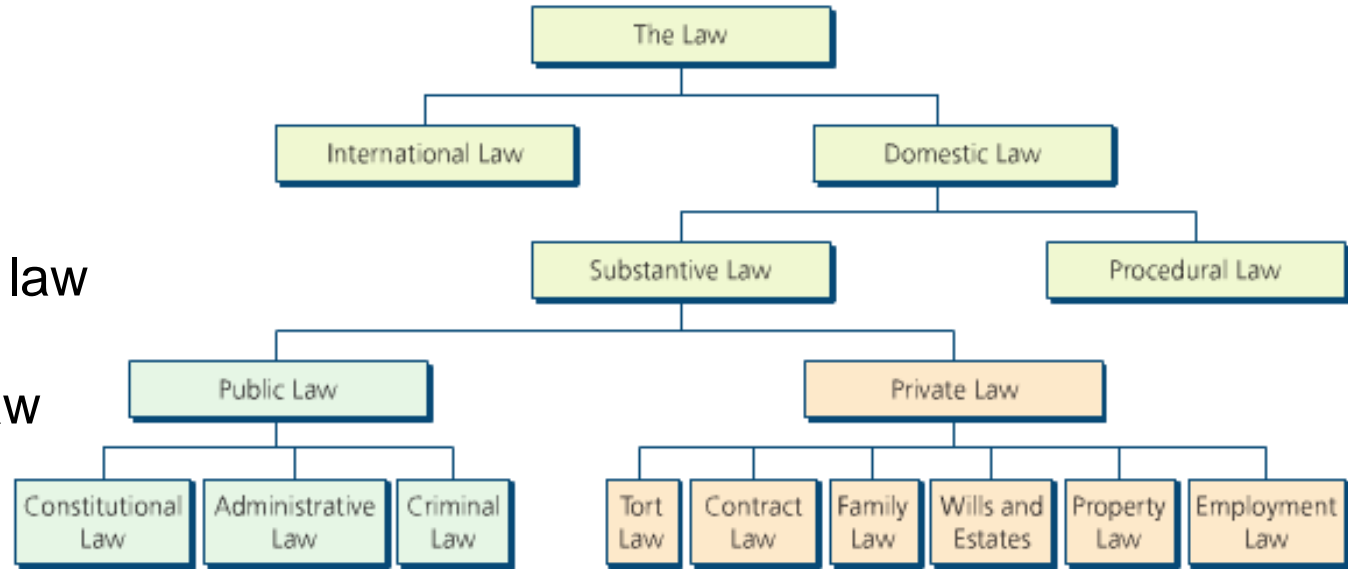 The Law
International Law
Domestic Law
law
Substantive Law
Procedural Law
Public Law
Private Law
Constitutional
Law
Administrative
Law
Criminal
Law
Tort
Law
Contract
Law
Family
Law
Wills and
Estates
Property
Law
Employment
Law